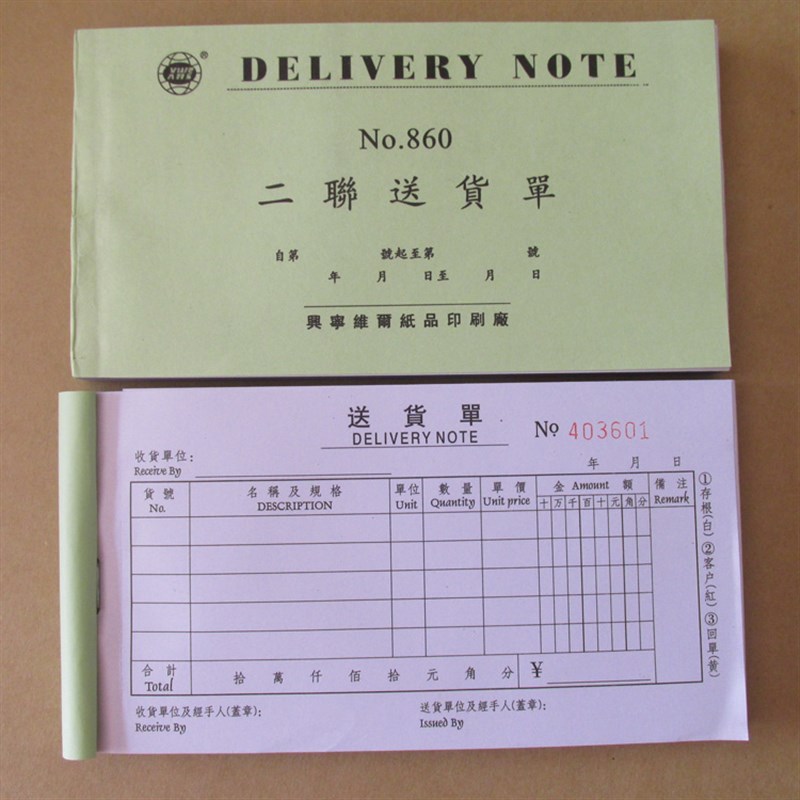 DELIVERY NOTE
No.860
二聯送貨單
自第 號起至第 號
年 月 日至 月 日
興寧維爾紙品印刷廠
送貨單
DELIVERY NOTE
No 403601
收貨單位:
Receive By
年 月 日
貨號 名稱及規格 單位 數量 單價 金 Amount 額 備注
No. DESCRIPTION Unit Quantity Unit price 十 万 千 百 十 元 角 分 Remark
合計 拾 萬 仟 佰 拾 元 角 分 ¥
Total
收貨單位及經手人(蓋章): 送貨單位及經手人(蓋章):
Receive By Issued By
①存根(白) ②客户(紅) ③回單(黄)